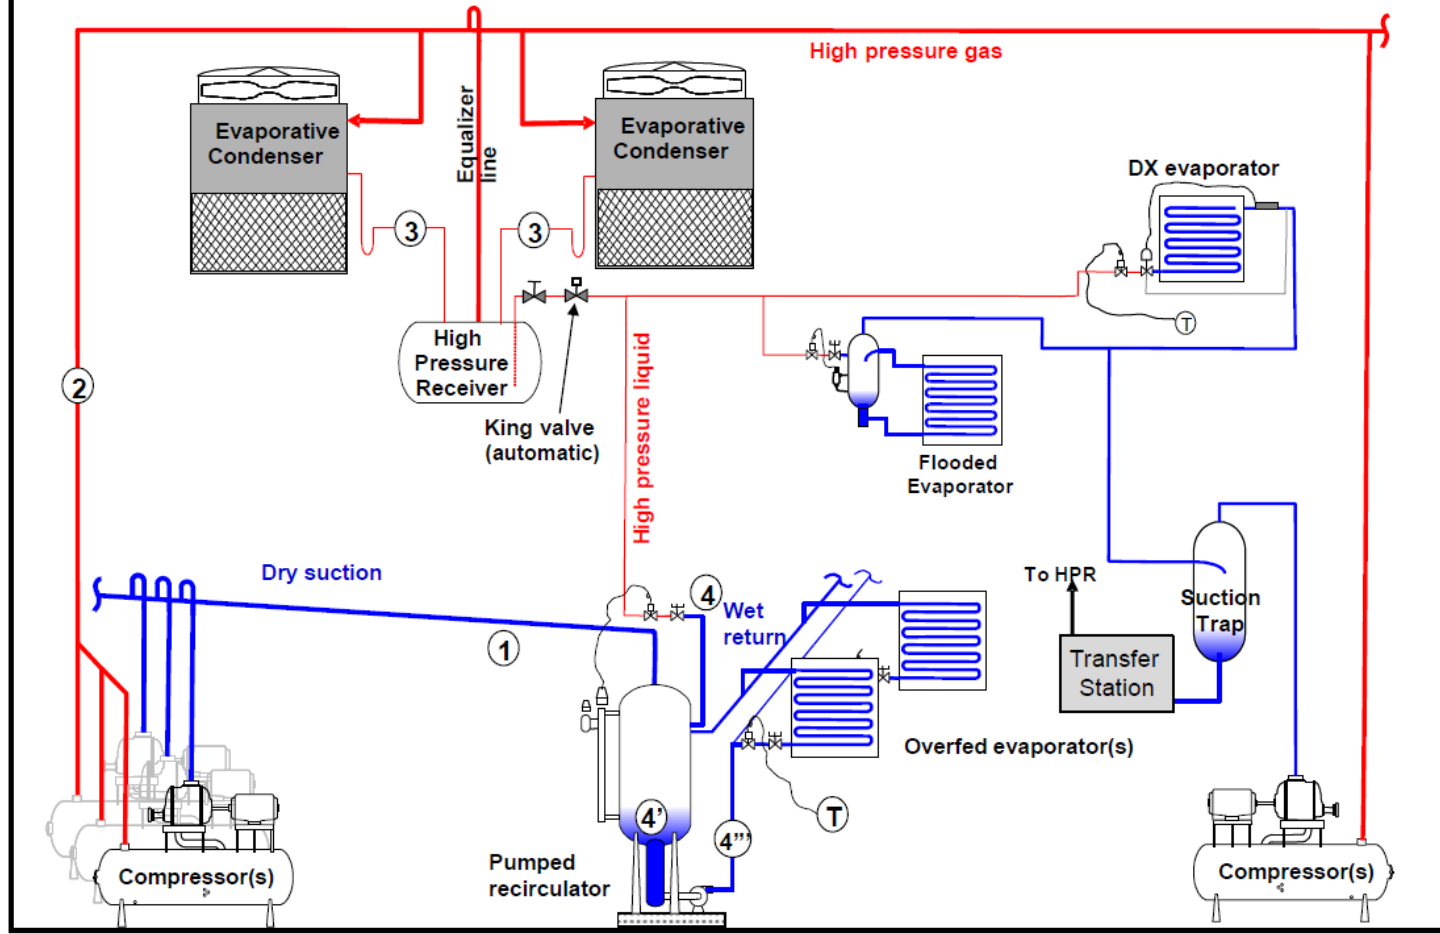 High pressure gas
Evaporative
Condenser
Equalizer
line
Evaporative
Condenser
DX evaporator
3
3
T
High
Pressure
Receiver
2
High pressure liquid
King valve
(automatic)
Flooded
Evaporator
Dry suction
To HPR
4
Wet
return
Suction
Trap
1
Transfer
Station
Overfed evaporator(s)
4'
T
4"'
Pumped
recirculator
Compressor(s)
Compressor(s)